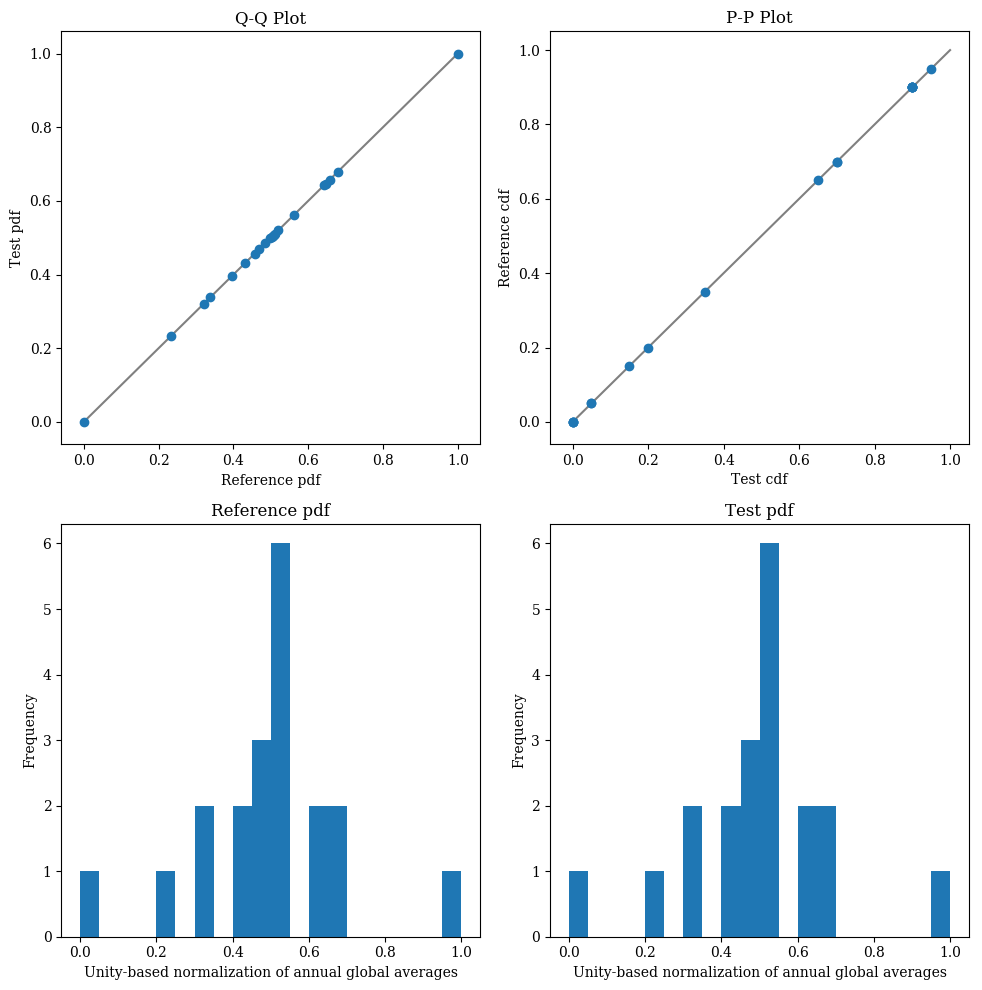 Q-Q Plot
1.0
0.8
0.6
0.4
0.2
0.0
Test pdf
0.0 0.2 0.4 0.6 0.8 1.0
Reference pdf
P-P Plot
1.0
0.8
0.6
0.4
0.2
0.0
Reference cdf
0.0 0.2 0.4 0.6 0.8 1.0
Test cdf
Reference pdf
6
5
4
3
2
1
0
Frequency
0.0 0.2 0.4 0.6 0.8 1.0
Unity-based normalization of annual global averages
Test pdf
6
5
4
3
2
1
0
Frequency
0.0 0.2 0.4 0.6 0.8 1.0
Unity-based normalization of annual global averages